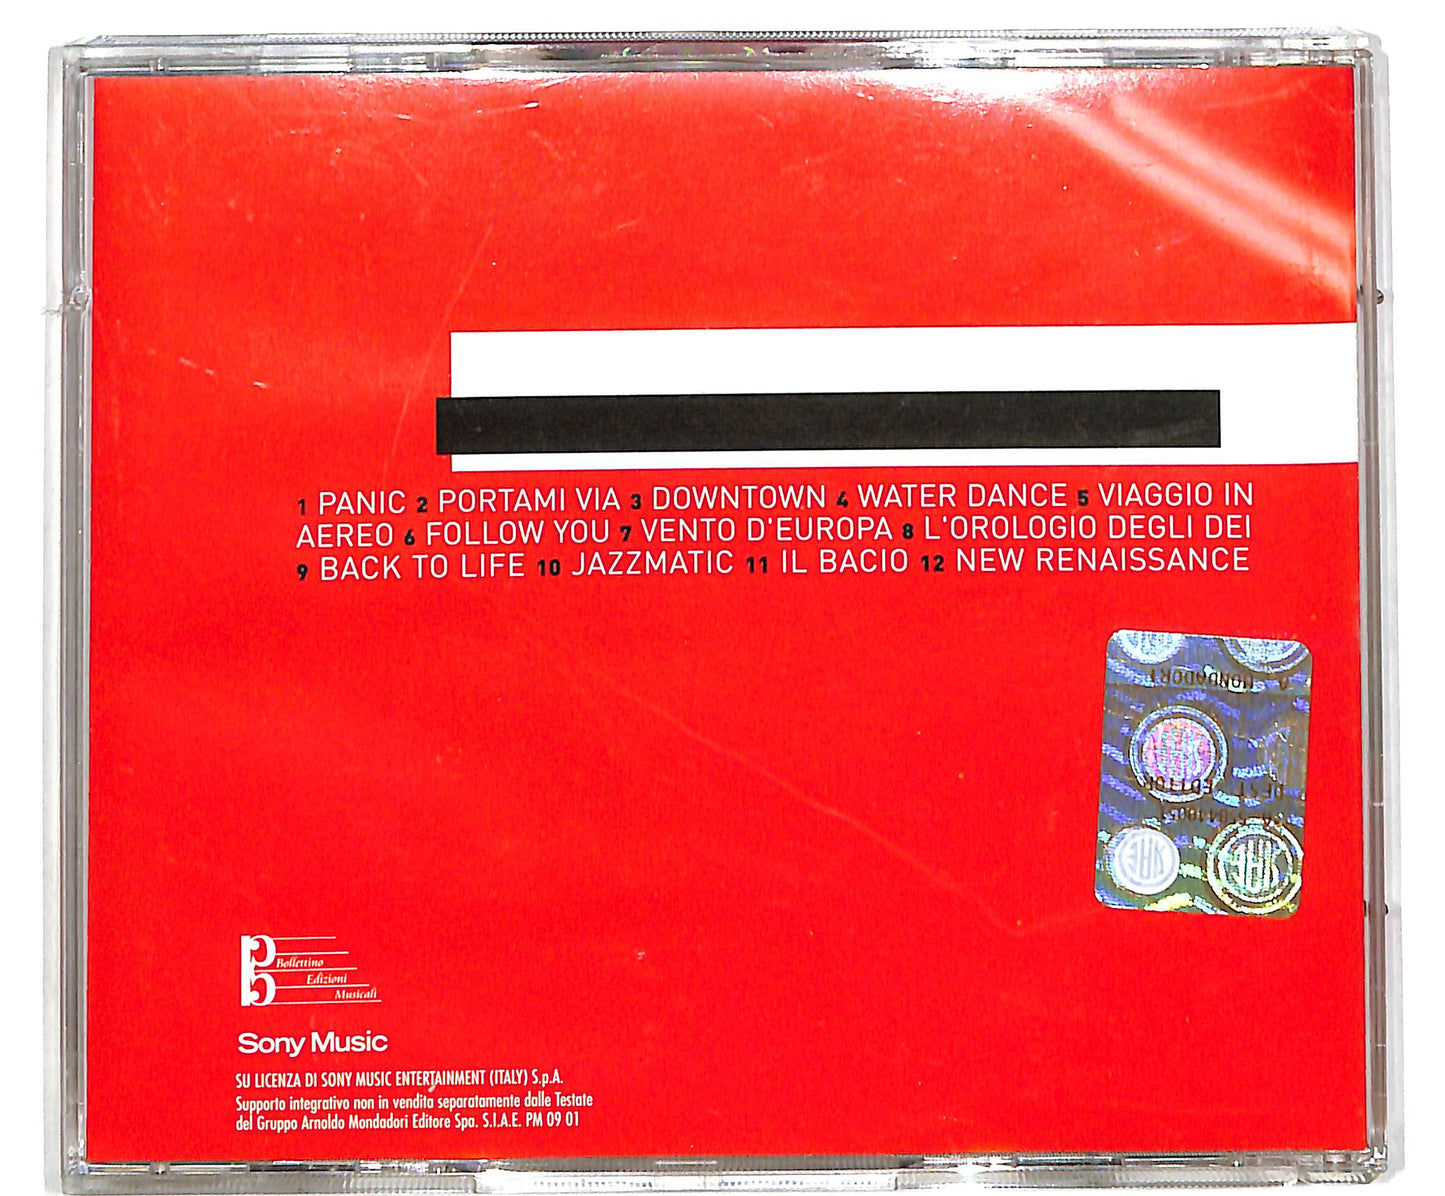 1 PANIC 2 PORTAMI VIA 3 DOWNTOWN 4 WATER DANCE 5 VIAGGIO IN
AEREO 6 FOLLOW YOU 7 VENTO D'EUROPA 8 L'OROLOGIO DEGLI DEI
9 BACK TO LIFE 10 JAZZMATIC 11 IL BACIO 12 NEW RENAISSANCE
MONDADORI
Bollettino
Edizioni
Musicali
Sony Music
SU LICENZA DI SONY MUSIC ENTERTAINMENT (ITALY) S.p.A.
Supporto integrativo non in vendita separatamente dalle Testate
del Gruppo Arnoldo Mondadori Editore Spa. S.I.A.E. PM 09 01